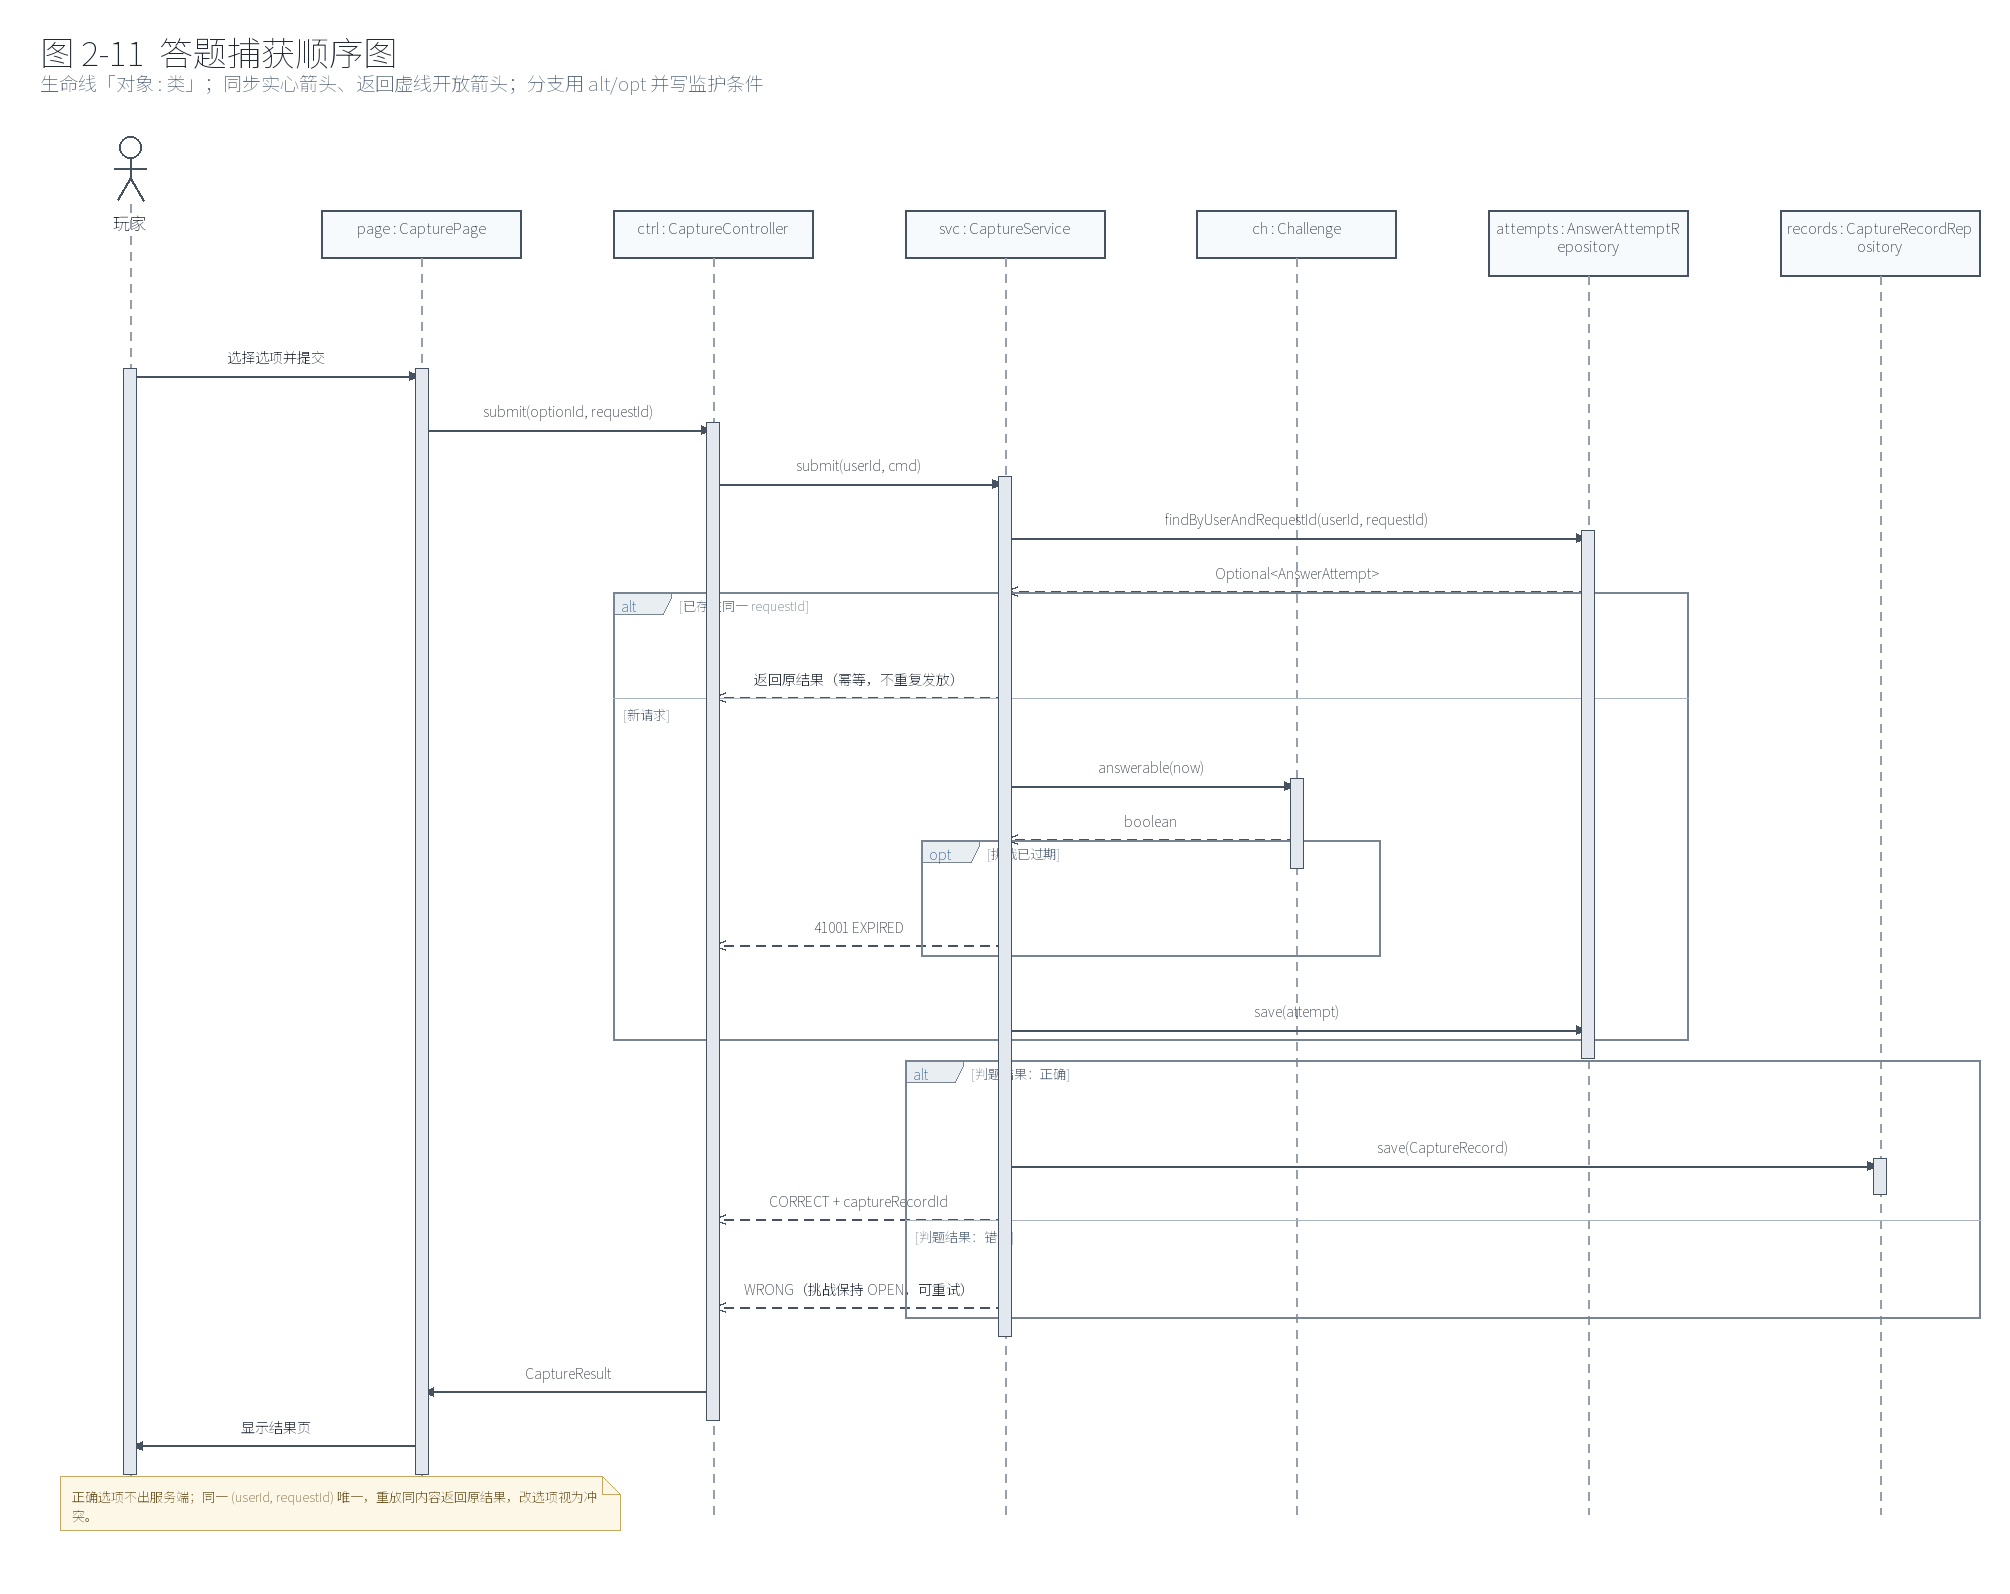 图 2-11 答题捕获顺序图
生命线「对象 : 类」；同步实心箭头、返回虚线开放箭头；分支用 alt/opt 并写监护条件
玩家
page : CapturePage
ctrl : CaptureController
svc : CaptureService
ch : Challenge
attempts : AnswerAttemptR
epository
records : CaptureRecordRep
ository
选择选项并提交
submit(optionId, requestId)
submit(userId, cmd)
findByUserAndRequestId(userId, requestId)
Optional<AnswerAttempt>
alt
[已存 同一 requestId]
返回原结果（幂等，不重复发放）
[新请求]
answerable(now)
boolean
opt
[挑战已过期]
41001 EXPIRED
save(attempt)
alt
[判题结果：正确]
save(CaptureRecord)
CORRECT + captureRecordId
[判题结果：错 ]
WRONG（挑战保持 OPEN，可重试）
CaptureResult
显示结果页
正确选项不出服务端；同一 (userId, requestId) 唯一，重放同内容返回原结果，改选项视为冲
突。